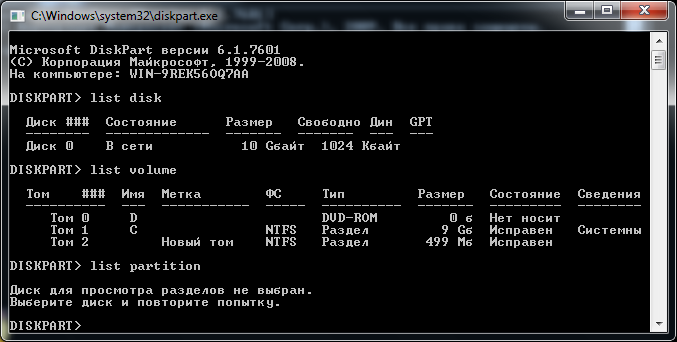 C:\Windows\system32\diskpart.exe
Microsoft DiskPart версии 6.1.7601
(C) Корпорация Майкрософт, 1999-2008.
На компьютере: WIN-9REK56OQ7AA
DISKPART> list disk
Диск ### Состояние Размер Свободно Дин GPT
-------- ------------- ------- ------- --- ---
Диск 0 В сети 10 Gбайт 1024 Kбайт
DISKPART> list volume
Том ### Имя Метка ФС Тип Размер Состояние Сведения
---------- --- ----------- ----- ---------- ------- --------- --------
Том 0 D DVD-ROM 0 б Нет носит
Том 1 C NTFS Раздел 9 Gб Исправен Системны
Том 2 Новый том NTFS Раздел 499 Mб Исправен
DISKPART> list partition
Диск для просмотра разделов не выбран.
Выберите диск и повторите попытку.
DISKPART>